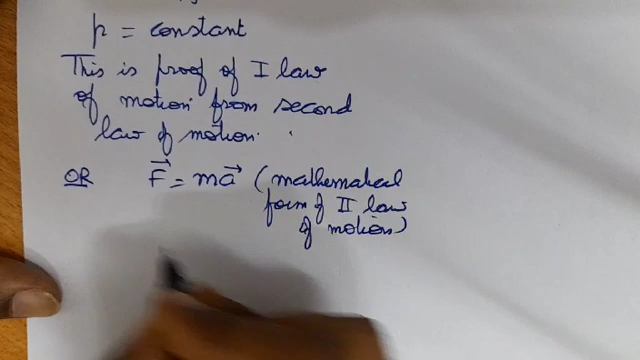 p = constant
This is proof of I law
of motion from second
law of motion.
OR F⃗ = ma⃗ (mathematical
form of II law
of motion)